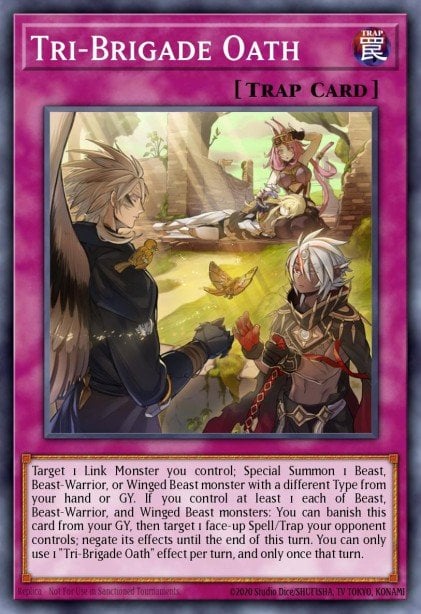 Tri-Brigade Oath
TRAP
罠
[Trap Card]
Target 1 Link Monster you control; Special Summon 1 Beast,
Beast-Warrior, or Winged Beast monster with a different Type from
your hand or GY. If you control at least 1 each of Beast,
Beast-Warrior, and Winged Beast monsters: You can banish
this card from your GY, then target 1 face-up Spell/Trap your opponent
controls; negate its effects until the end of this turn. You can only
use 1 "Tri-Brigade Oath" effect per turn, and only once that turn.
Replica - Not For Use in Sanctioned Tournaments
©2020 Studio Dice/SHUEISHA, TV TOKYO, KONAMI